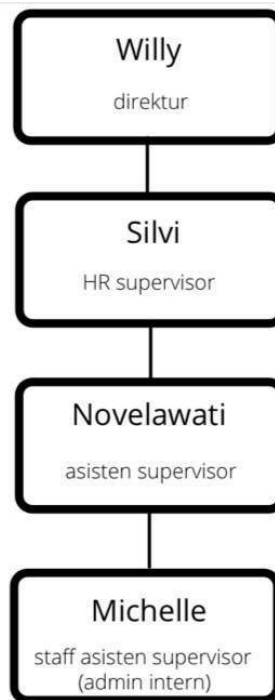 Willy
direktur
Silvi
HR supervisor
Novelawati
asisten supervisor
Michelle
staff asisten supervisor
(admin intern)